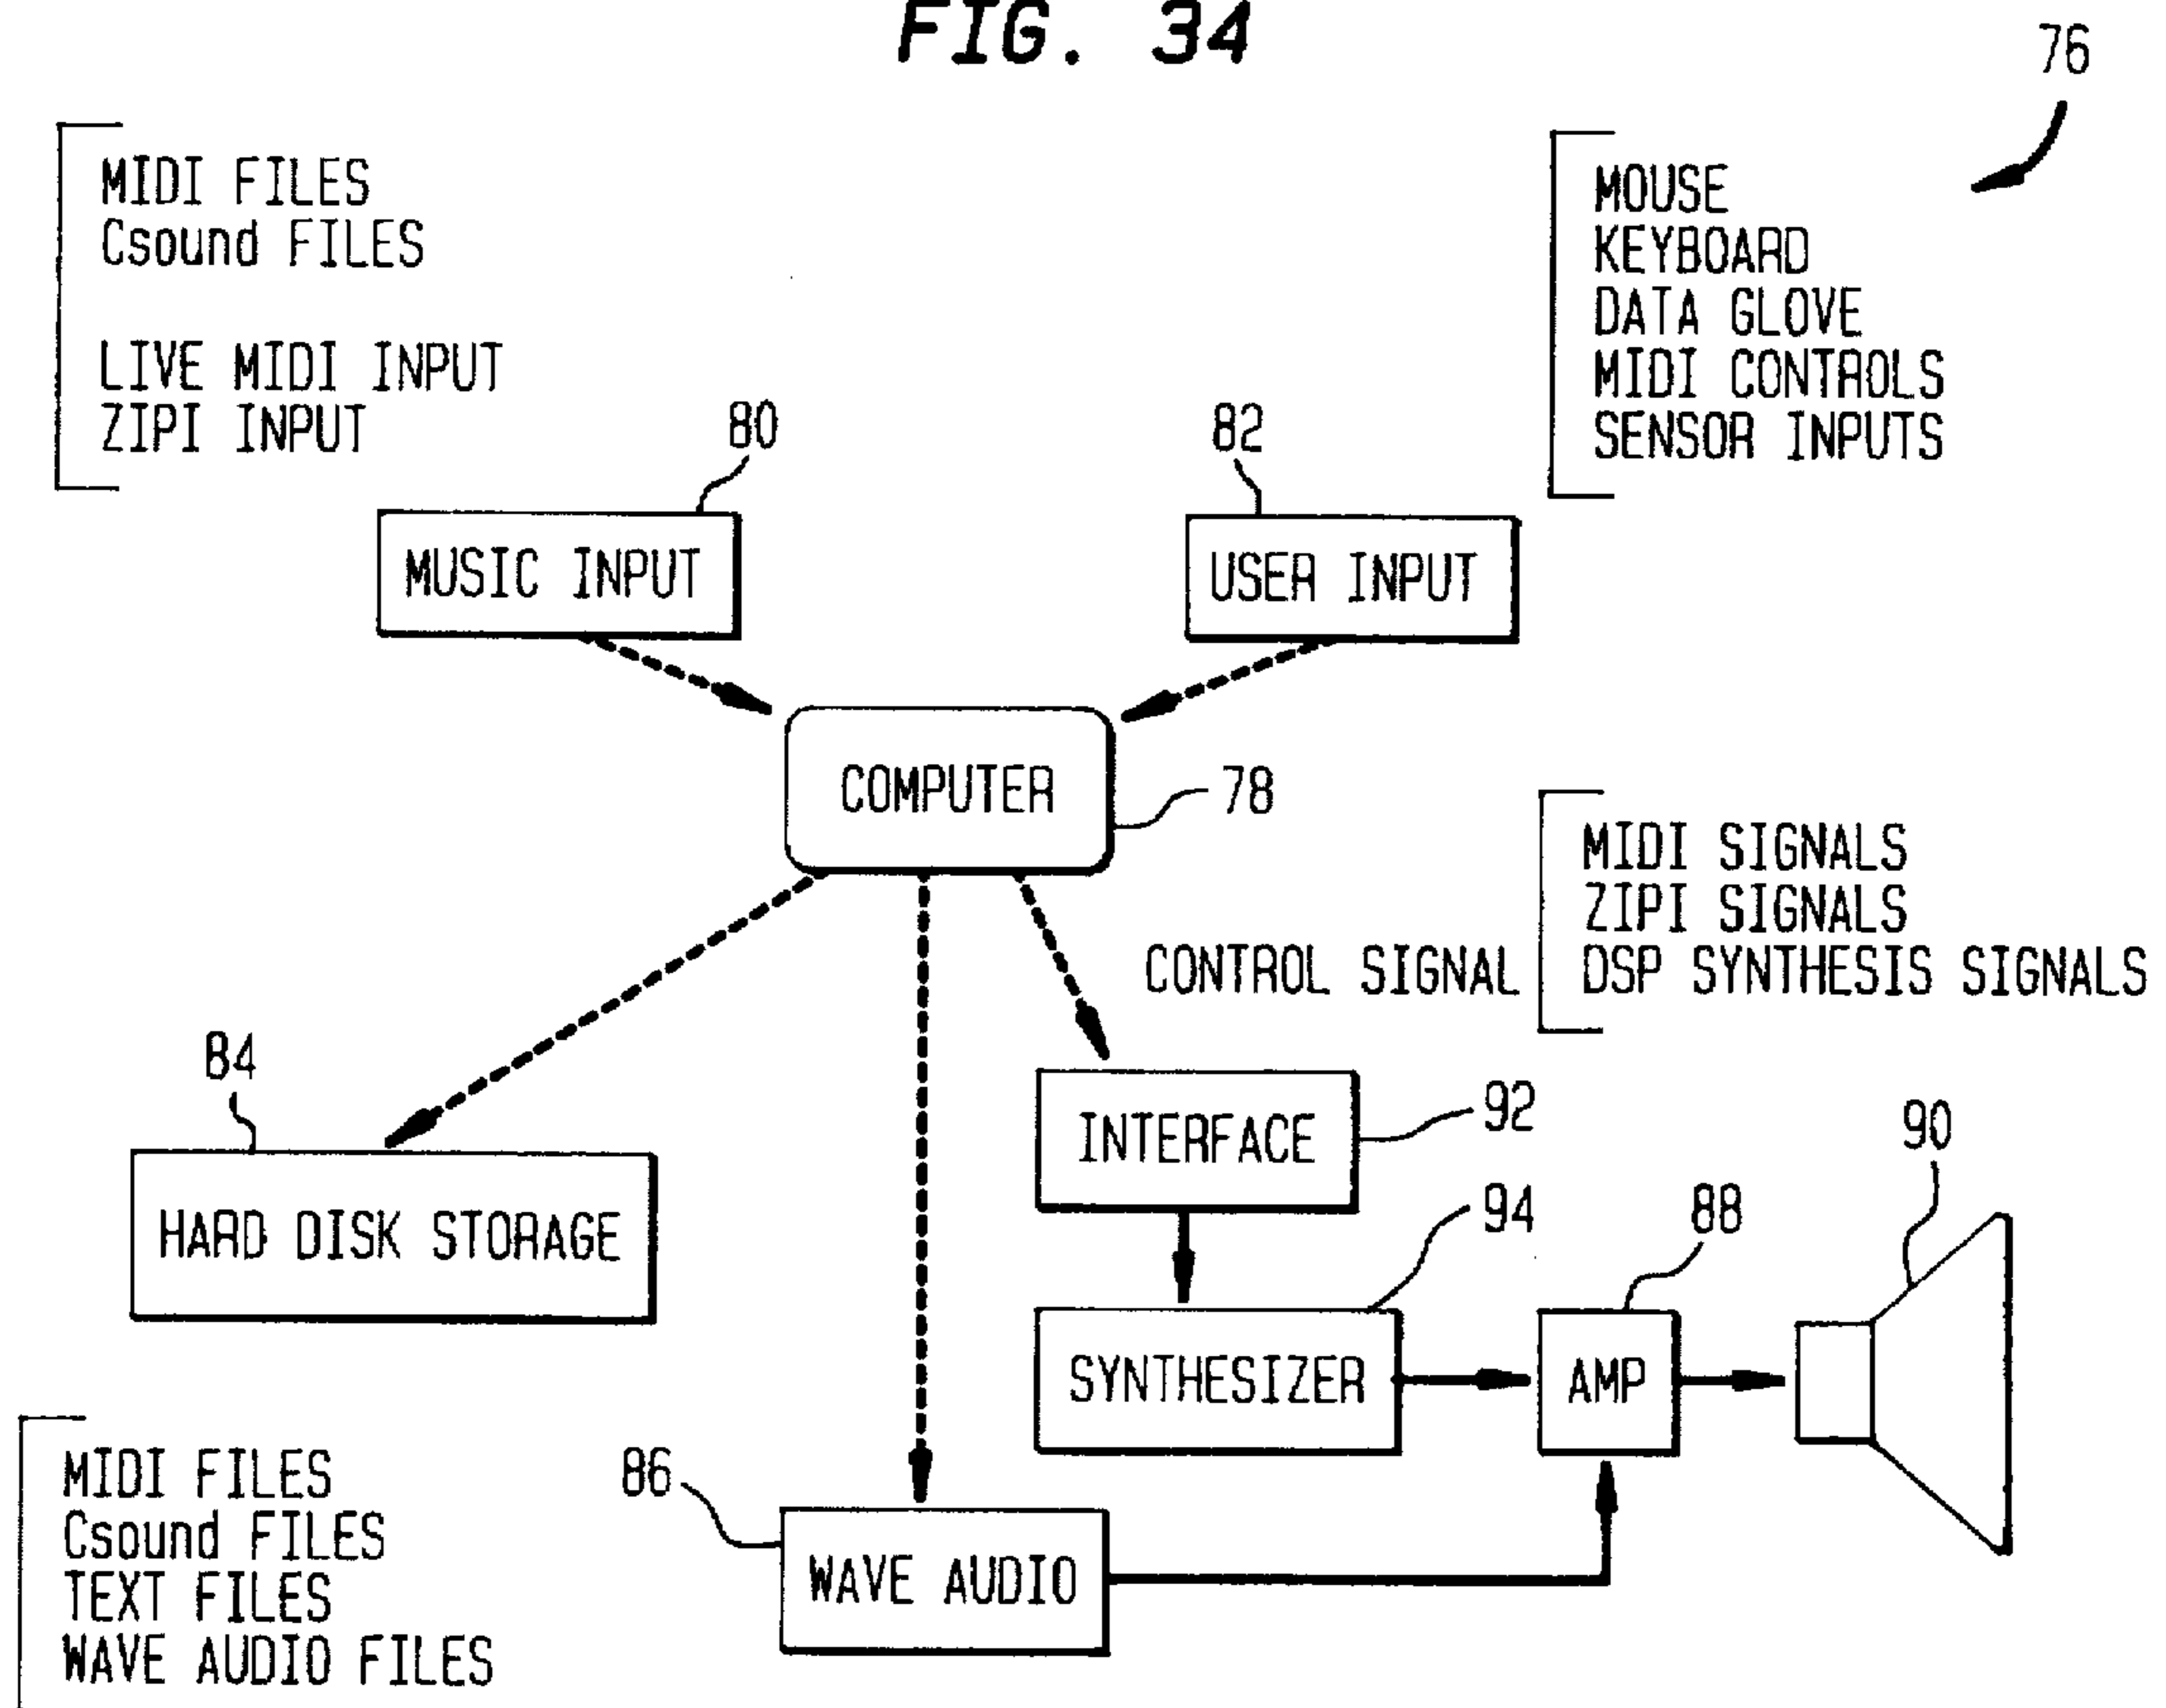 FIG. 34
76
MIDI FILES
Csound FILES
LIVE MIDI INPUT
ZIPI INPUT
MOUSE
KEYBOARD
DATA GLOVE
MIDI CONTROLS
SENSOR INPUTS
80
82
MUSIC INPUT
USER INPUT
COMPUTER
78
CONTROL SIGNAL
MIDI SIGNALS
ZIPI SIGNALS
DSP SYNTHESIS SIGNALS
84
HARD DISK STORAGE
INTERFACE
92
94
88
90
SYNTHESIZER
AMP
MIDI FILES
Csound FILES
TEXT FILES
WAVE AUDIO FILES
86
WAVE AUDIO